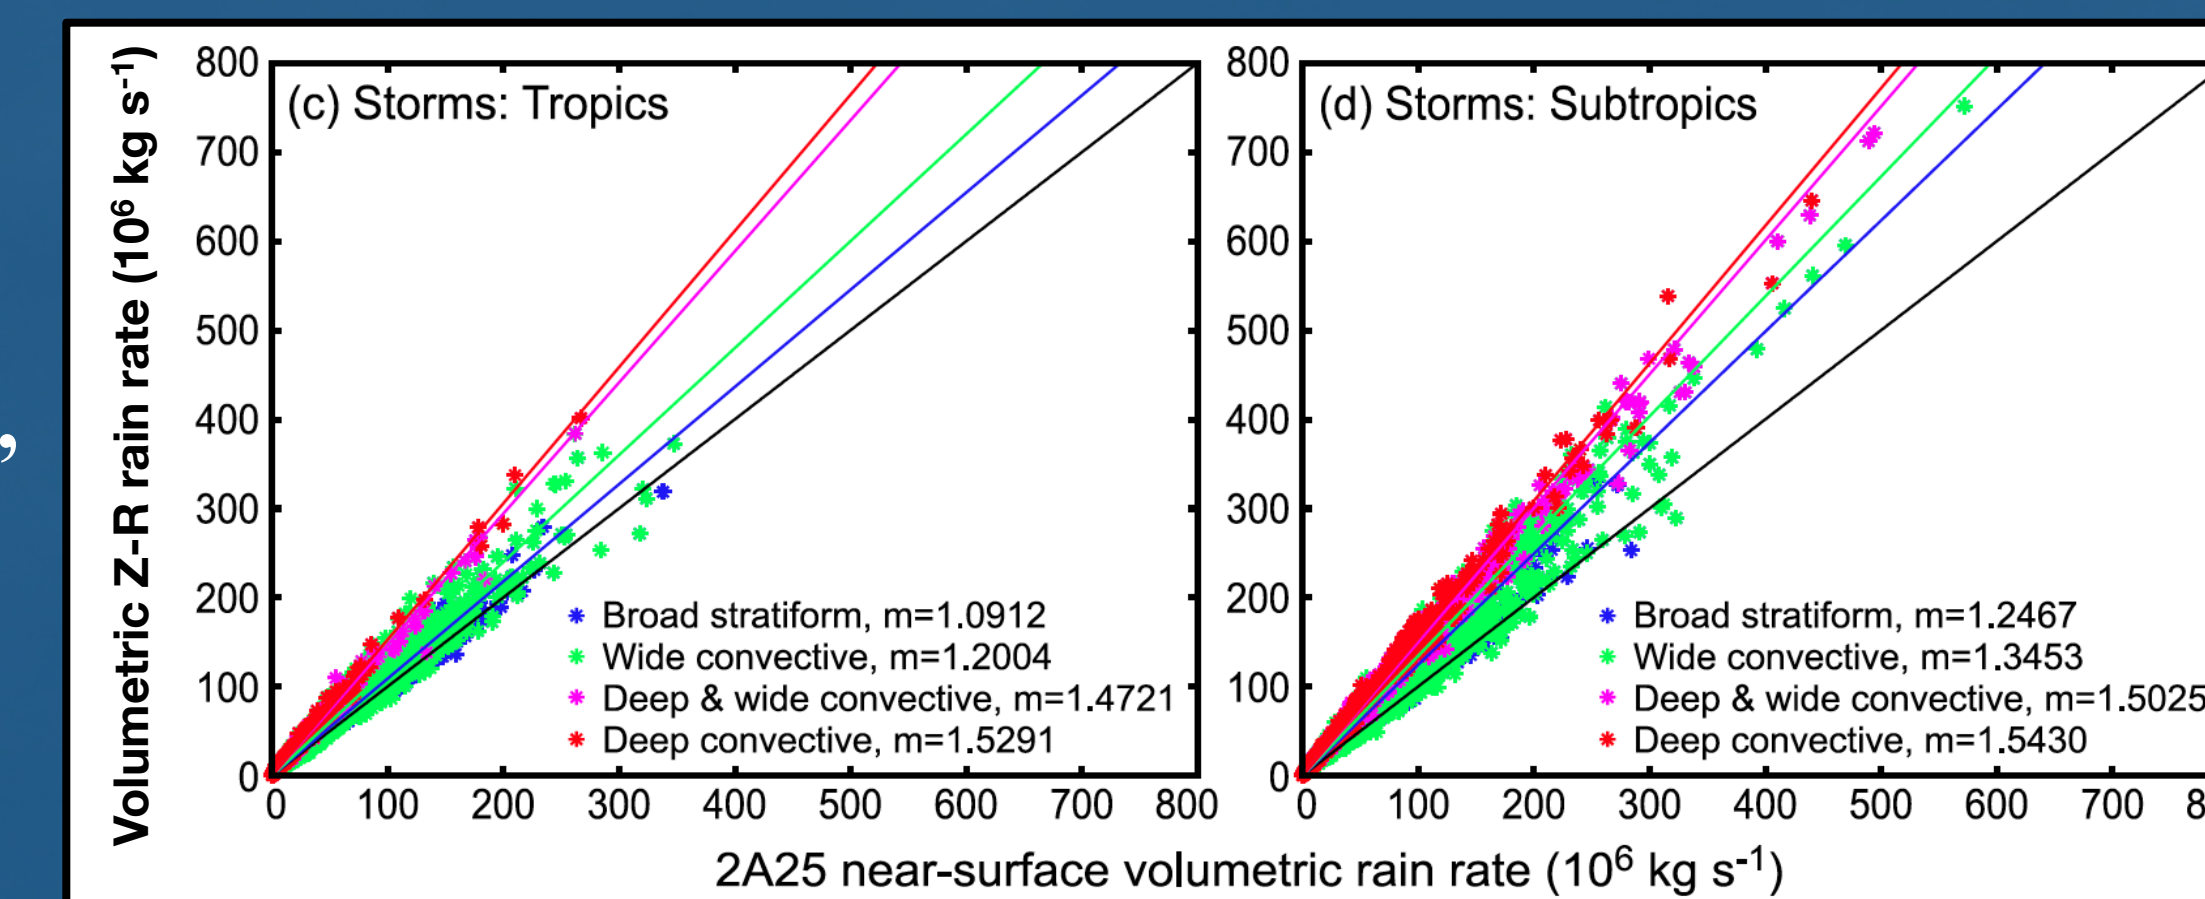 ,
Volumetric Z-R rain rate (10⁶ kg s⁻¹)
800
700
600
500
400
300
200
100
0
(c) Storms: Tropics
Broad stratiform, m=1.0912
Wide convective, m=1.2004
Deep & wide convective, m=1.4721
Deep convective, m=1.5291
0 100 200 300 400 500 600 700 800
800
700
600
500
400
300
200
100
0
(d) Storms: Subtropics
Broad stratiform, m=1.2467
Wide convective, m=1.3453
Deep & wide convective, m=1.5025
Deep convective, m=1.5430
0 100 200 300 400 500 600 700 8
2A25 near-surface volumetric rain rate (10⁶ kg s⁻¹)